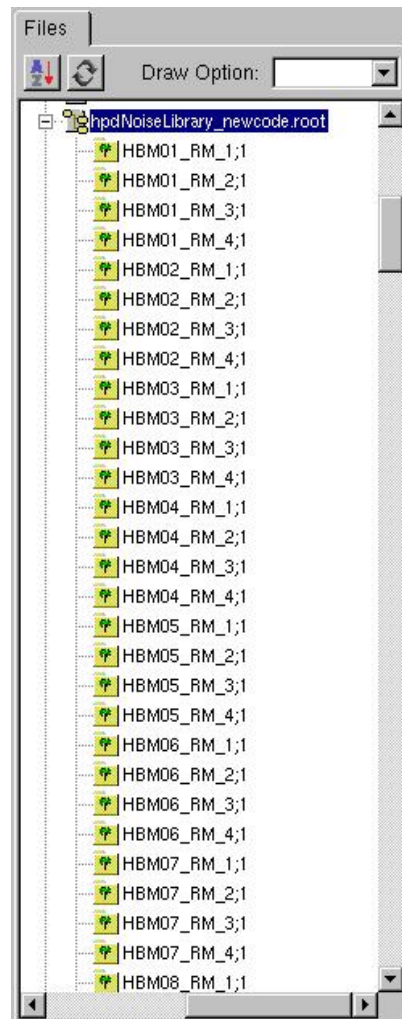 Files
Draw Option:
hpdNoiseLibrary_newcode.root
HBM01_RM_1;1
HBM01_RM_2;1
HBM01_RM_3;1
HBM01_RM_4;1
HBM02_RM_1;1
HBM02_RM_2;1
HBM02_RM_3;1
HBM02_RM_4;1
HBM03_RM_1;1
HBM03_RM_2;1
HBM03_RM_3;1
HBM03_RM_4;1
HBM04_RM_1;1
HBM04_RM_2;1
HBM04_RM_3;1
HBM04_RM_4;1
HBM05_RM_1;1
HBM05_RM_2;1
HBM05_RM_3;1
HBM05_RM_4;1
HBM06_RM_1;1
HBM06_RM_2;1
HBM06_RM_3;1
HBM06_RM_4;1
HBM07_RM_1;1
HBM07_RM_2;1
HBM07_RM_3;1
HBM07_RM_4;1
HBM08_RM_1;1